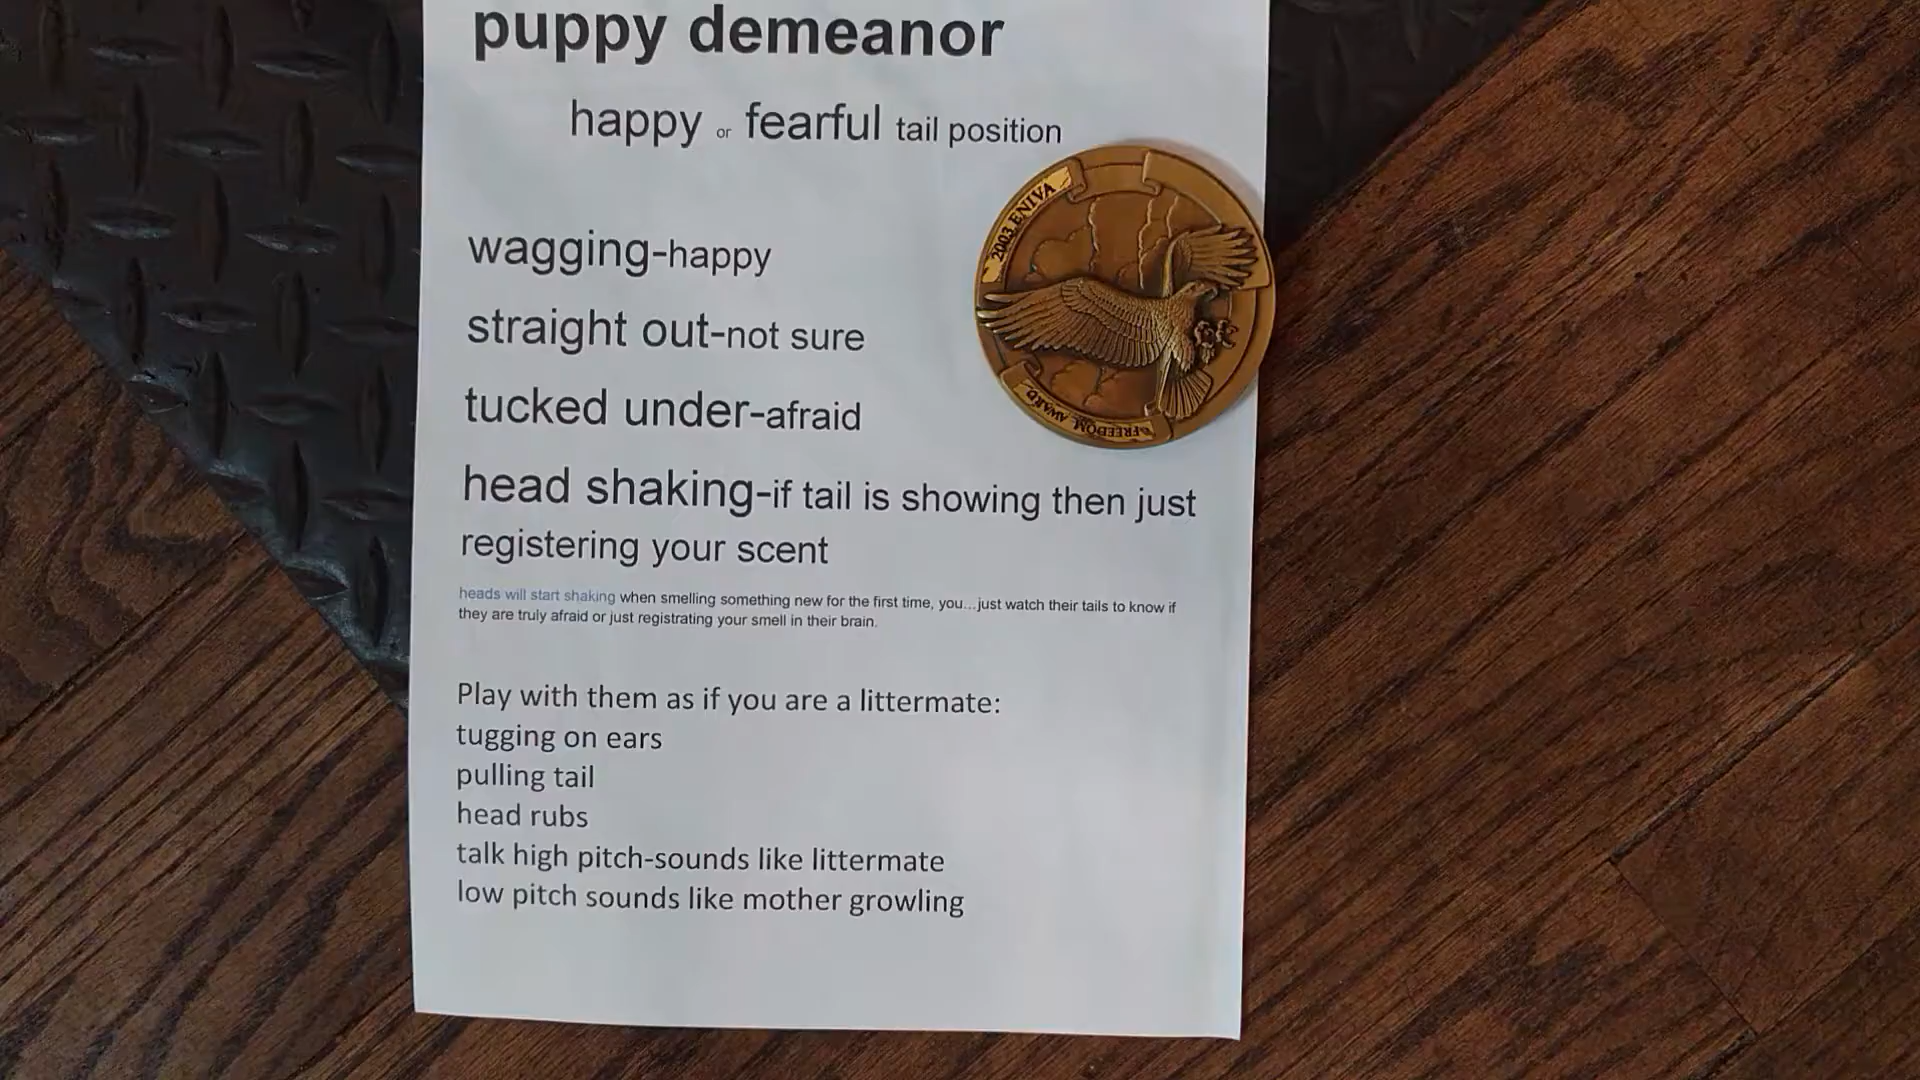 puppy demeanor
happy or fearful tail position
2003 ENIVA
wagging-happy
straight out-not sure
tucked under-afraid
FREEDOM AWARD
head shaking-if tail is showing then just
registering your scent
heads will start shaking when smelling something new for the first time, you...just watch their tails to know if
they are truly afraid or just registrating your smell in their brain.
Play with them as if you are a littermate:
tugging on ears
pulling tail
head rubs
talk high pitch-sounds like littermate
low pitch sounds like mother growling